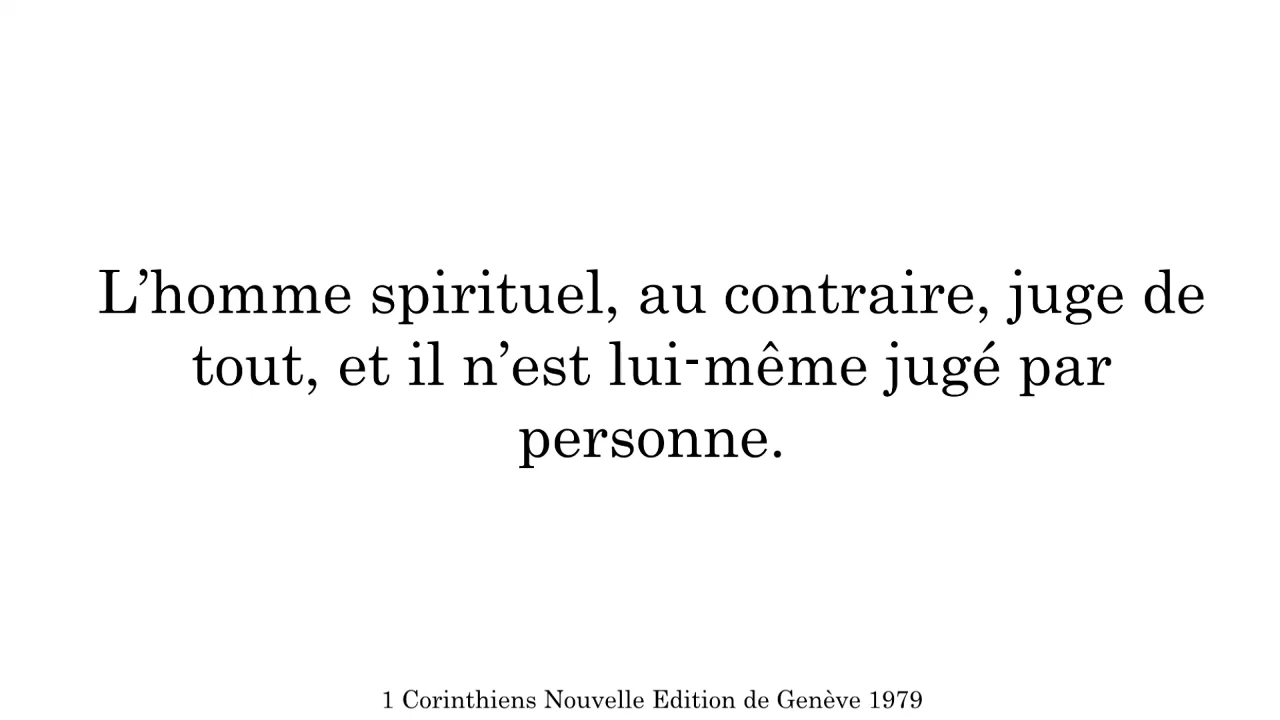 L’homme spirituel, au contraire, juge de
tout, et il n’est lui-même jugé par
personne.
1 Corinthiens Nouvelle Edition de Genève 1979